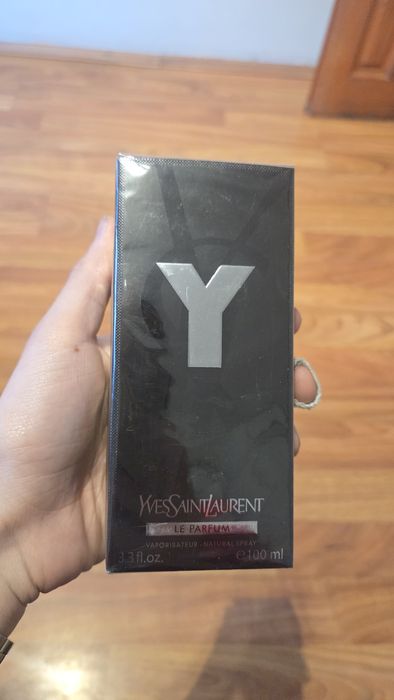 Y
YVESSAINTLAURENT
LE PARFUM
VAPORISATEUR - NATURAL SPRAY
3.3 fl.oz. ℮100 ml